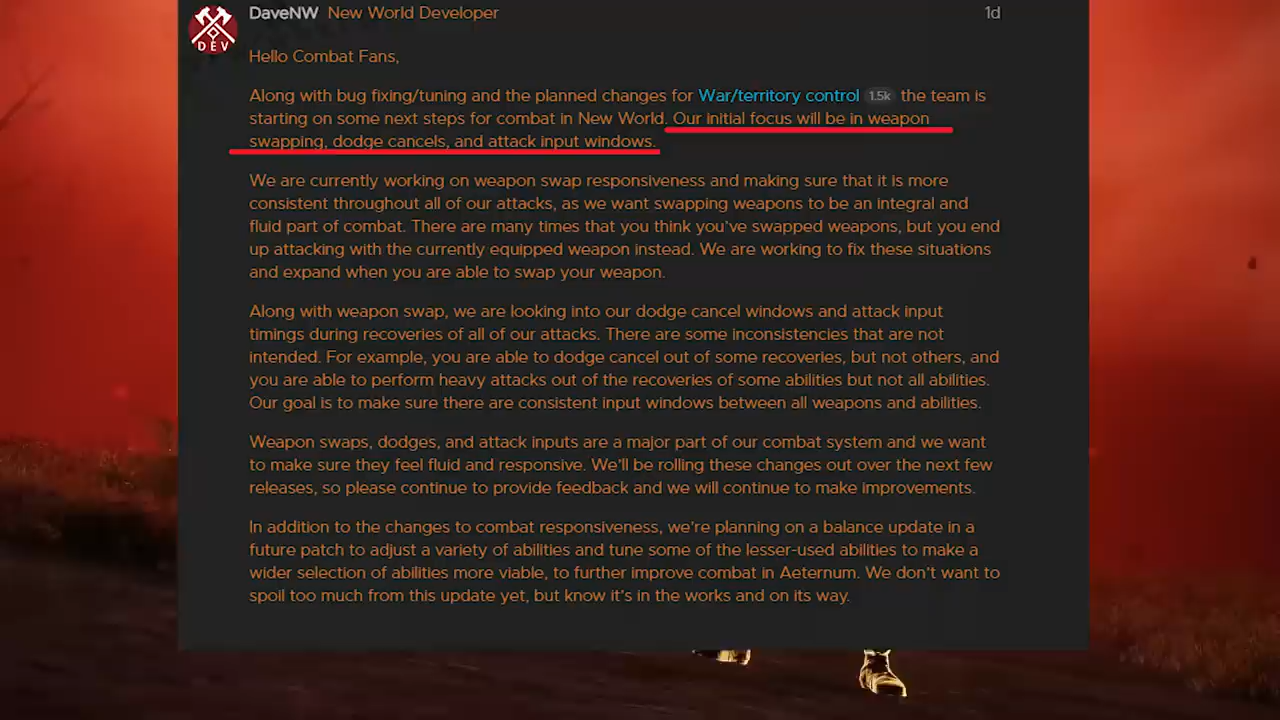 DaveNW New World Developer 1d
DEV
Hello Combat Fans,
Along with bug fixing/tuning and the planned changes for War/territory control 1.5k the team is
starting on some next steps for combat in New World. Our initial focus will be in weapon
swapping, dodge cancels, and attack input windows.
We are currently working on weapon swap responsiveness and making sure that it is more
consistent throughout all of our attacks, as we want swapping weapons to be an integral and
fluid part of combat. There are many times that you think you've swapped weapons, but you end
up attacking with the currently equipped weapon instead. We are working to fix these situations
and expand when you are able to swap your weapon.
Along with weapon swap, we are looking into our dodge cancel windows and attack input
timings during recoveries of all of our attacks. There are some inconsistencies that are not
intended. For example, you are able to dodge cancel out of some recoveries, but not others, and
you are able to perform heavy attacks out of the recoveries of some abilities but not all abilities.
Our goal is to make sure there are consistent input windows between all weapons and abilities.
Weapon swaps, dodges, and attack inputs are a major part of our combat system and we want
to make sure they feel fluid and responsive. We'll be rolling these changes out over the next few
releases, so please continue to provide feedback and we will continue to make improvements.
In addition to the changes to combat responsiveness, we're planning on a balance update in a
future patch to adjust a variety of abilities and tune some of the lesser-used abilities to make a
wider selection of abilities more viable, to further improve combat in Aeternum. We don't want to
spoil too much from this update yet, but know it's in the works and on its way.